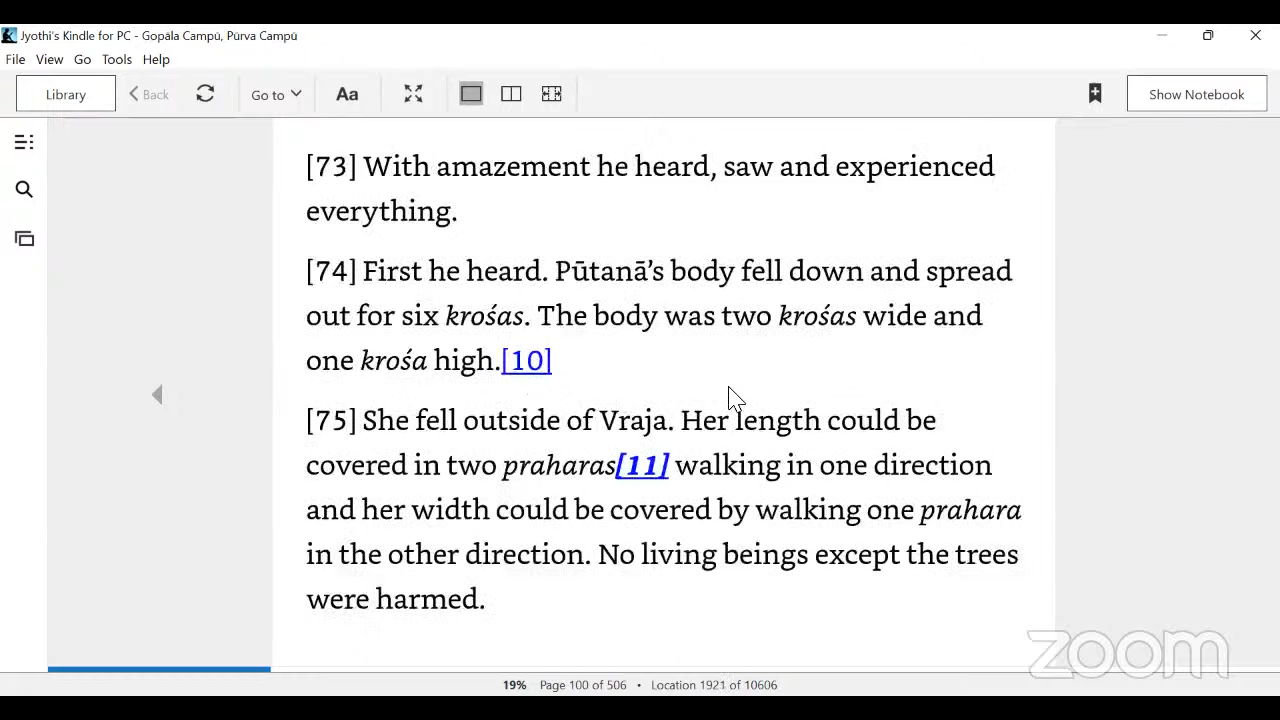 Jyothi's Kindle for PC - Gopāla Campū, Pūrva Campū
File View Go Tools Help
Library Back Go to Aa Show Notebook
[73] With amazement he heard, saw and experienced
everything.
[74] First he heard. Pūtanā’s body fell down and spread
out for six krośas. The body was two krośas wide and
one krośa high.[10]
[75] She fell outside of Vraja. Her length could be
covered in two praharas[11] walking in one direction
and her width could be covered by walking one prahara
in the other direction. No living beings except the trees
were harmed.
zoom
19% Page 100 of 506 • Location 1921 of 10606